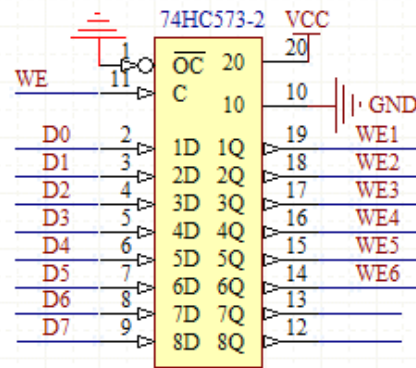 74HC573-2 VCC
1 OC 20 20
WE 11 C
10 10 GND
D0 2 1D 1Q 19 WE1
D1 3 2D 2Q 18 WE2
D2 4 3D 3Q 17 WE3
D3 5 4D 4Q 16 WE4
D4 6 5D 5Q 15 WE5
D5 7 6D 6Q 14 WE6
D6 8 7D 7Q 13
D7 9 8D 8Q 12